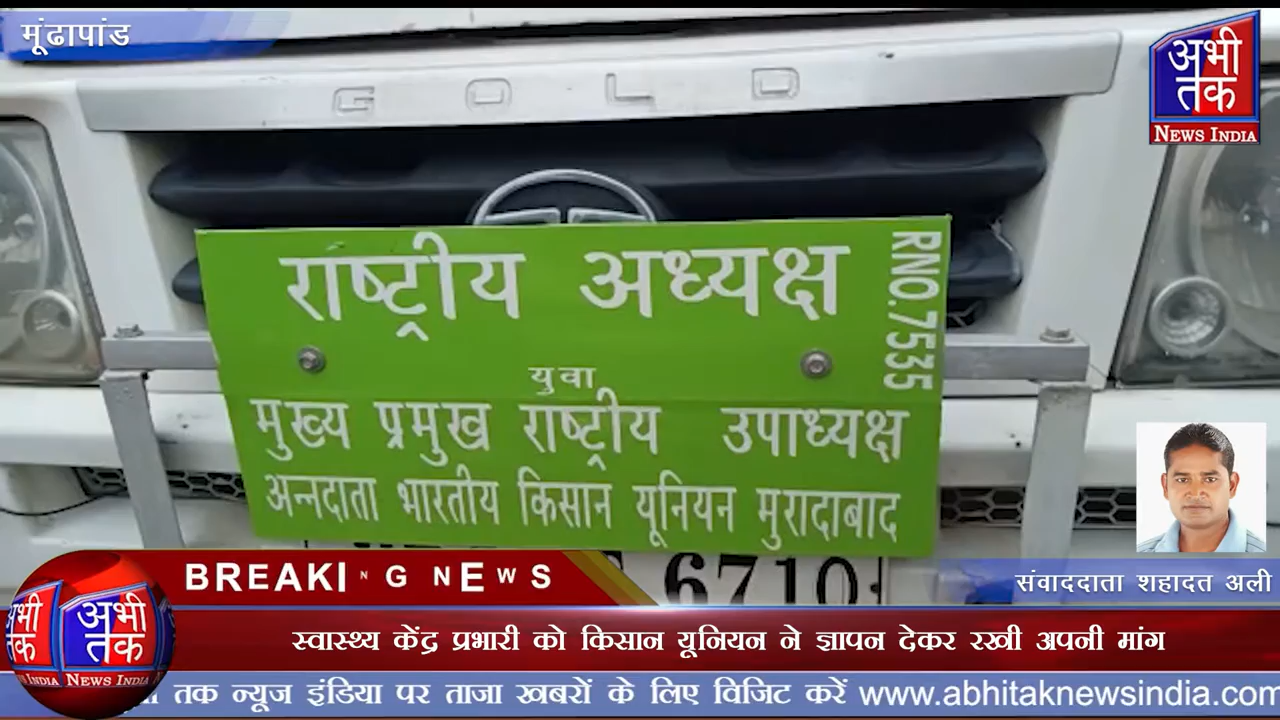 मूंढापांड
अभी
तक
NEWS INDIA
GOLD
राष्ट्रीय अध्यक्ष
RNO.7535
युवा
मुख्य प्रमुख राष्ट्रीय उपाध्यक्ष
अन्नदाता भारतीय किसान यूनियन मुरादाबाद
6710
BREAKING NEWS
संवाददाता शहादत अली
अभी
तक
NEWS INDIA
स्वास्थ्य केंद्र प्रभारी को किसान यूनियन ने ज्ञापन देकर रखी अपनी मांग
तक न्यूज इंडिया पर ताजा खबरों के लिए विजिट करें www.abhitaknewsindia.com